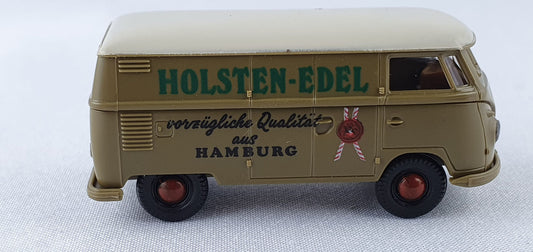 HOLSTEN-EDEL
vorzügliche Qualität
aus
HAMBURG